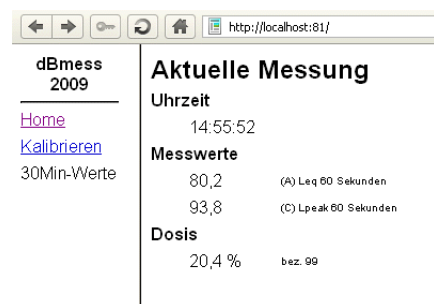 http://localhost:81/
dBmess
2009
Home
Kalibrieren
30Min-Werte
Aktuelle Messung
Uhrzeit
14:55:52
Messwerte
80,2 (A) Leq 60 Sekunden
93,8 (C) Lpeak 60 Sekunden
Dosis
20,4 % bez. 99